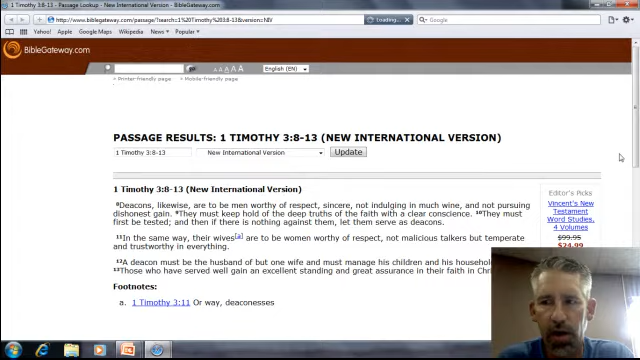 1 Timothy 3:8-13 - Passage Lookup - New International Version - BibleGateway.com
http://www.biblegateway.com/passage/?search=1%20Timothy%203:8-13&version=NIV
Loading...
Google
Apple Yahoo! Google Maps Wikipedia News Popular
BibleGateway.com
A A A A A
English (EN)
Printer-friendly page
Mobile-friendly page
PASSAGE RESULTS: 1 TIMOTHY 3:8-13 (NEW INTERNATIONAL VERSION)
1 Timothy 3:8-13 New International Version Update
1 Timothy 3:8-13 (New International Version)
8Deacons, likewise, are to be men worthy of respect, sincere, not indulging in much wine, and not pursuing
dishonest gain. 9They must keep hold of the deep truths of the faith with a clear conscience. 10They must
first be tested; and then if there is nothing against them, let them serve as deacons.
11In the same way, their wives[a] are to be women worthy of respect, not malicious talkers but temperate
and trustworthy in everything.
12A deacon must be the husband of but one wife and must manage his children and his household
13Those who have served well gain an excellent standing and great assurance in their faith in
Footnotes:
a. 1 Timothy 3:11 Or way, deaconesses
Editor's Picks
Vincent's New
Testament
Word Studies,
4 Volumes
$99.95
$24.99